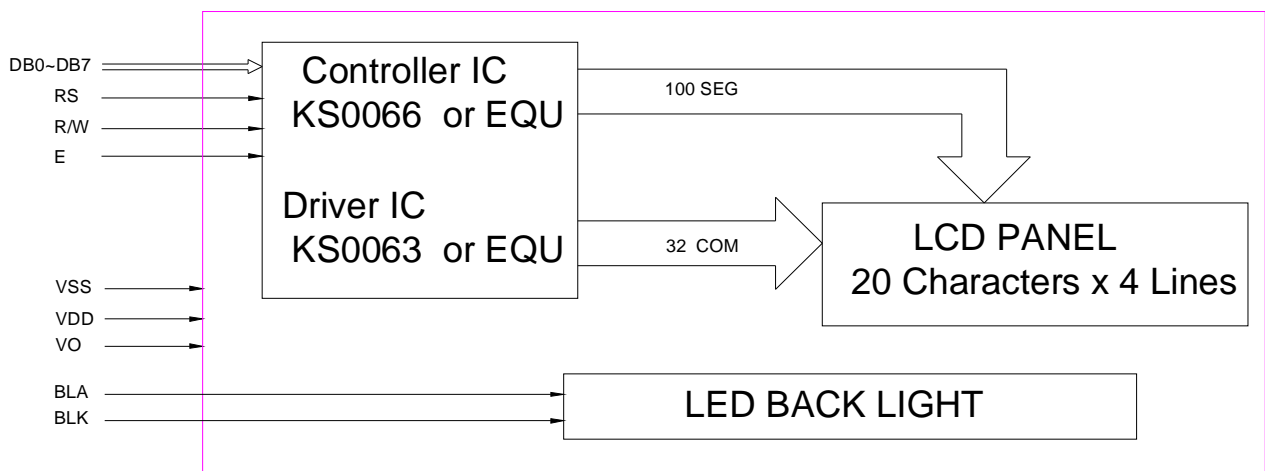 DB0~DB7
RS
R/W
E
VSS
VDD
VO
BLA
BLK
Controller IC
KS0066 or EQU
Driver IC
KS0063 or EQU
100 SEG
32 COM
LCD PANEL
20 Characters x 4 Lines
LED BACK LIGHT